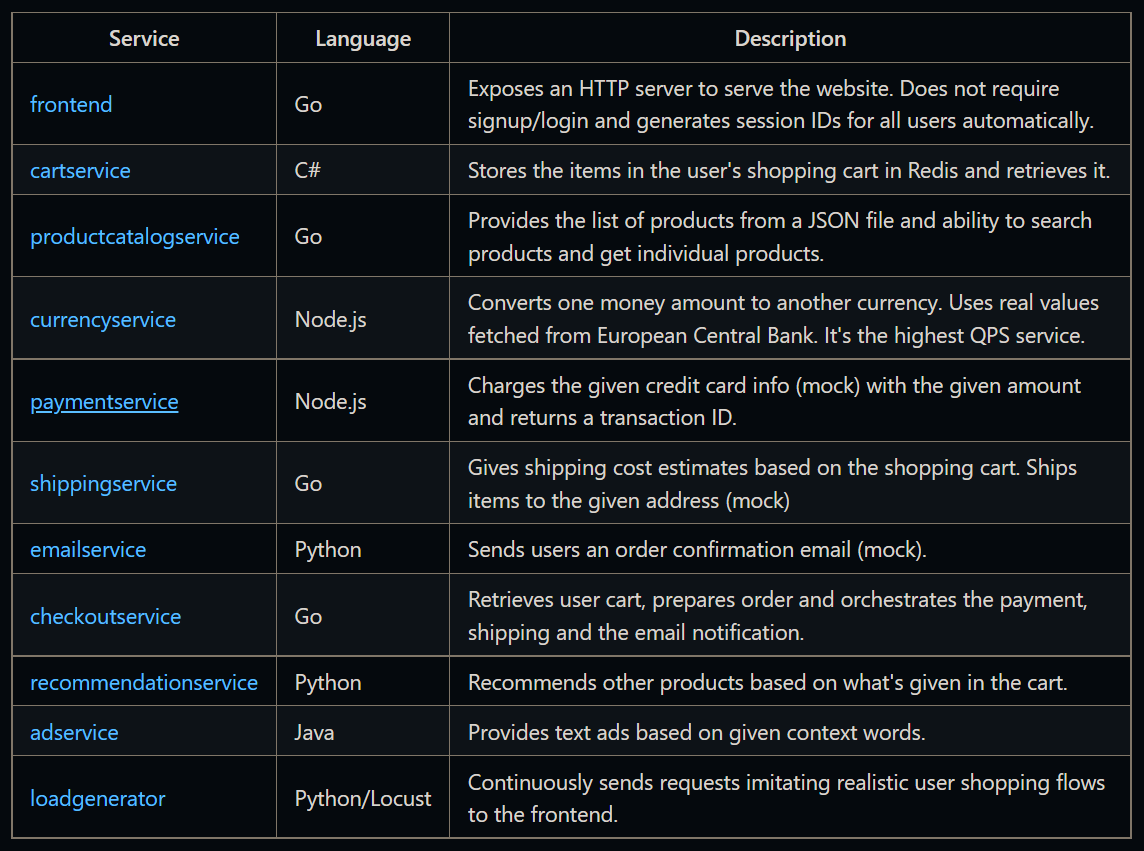 Service Language Description
frontend Go Exposes an HTTP server to serve the website. Does not require
signup/login and generates session IDs for all users automatically.
cartservice C# Stores the items in the user's shopping cart in Redis and retrieves it.
productcatalogservice Go Provides the list of products from a JSON file and ability to search
products and get individual products.
currencyservice Node.js Converts one money amount to another currency. Uses real values
fetched from European Central Bank. It's the highest QPS service.
paymentservice Node.js Charges the given credit card info (mock) with the given amount
and returns a transaction ID.
shippingservice Go Gives shipping cost estimates based on the shopping cart. Ships
items to the given address (mock)
emailservice Python Sends users an order confirmation email (mock).
checkoutservice Go Retrieves user cart, prepares order and orchestrates the payment,
shipping and the email notification.
recommendationservice Python Recommends other products based on what's given in the cart.
adservice Java Provides text ads based on given context words.
loadgenerator Python/Locust Continuously sends requests imitating realistic user shopping flows
to the frontend.